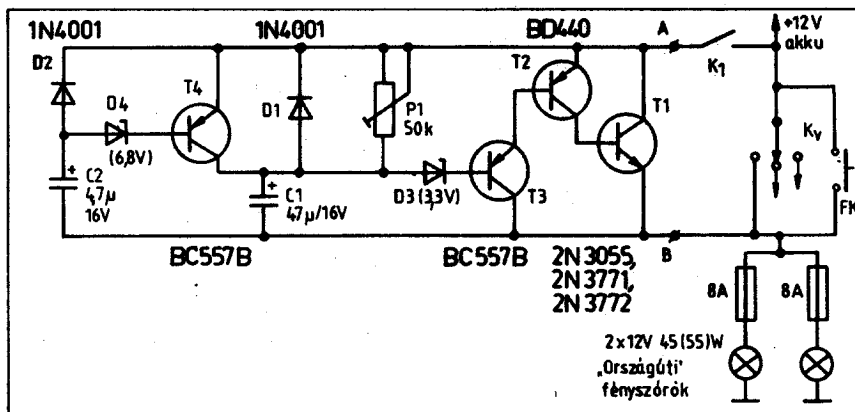 1N4001
1N4001
BD440
A
+12V
akku
D2
T2
K1
D4
T4
D1
P1
50k
T1
Kv
(6,8V)
C2
4,7µ
16V
C1
47µ/16V
D3 (3,3V)
T3
FK
B
BC557B
BC557B
2N3055,
2N3771,
2N3772
8A
8A
2x12V 45(55)W
„Országúti”
fényszórók